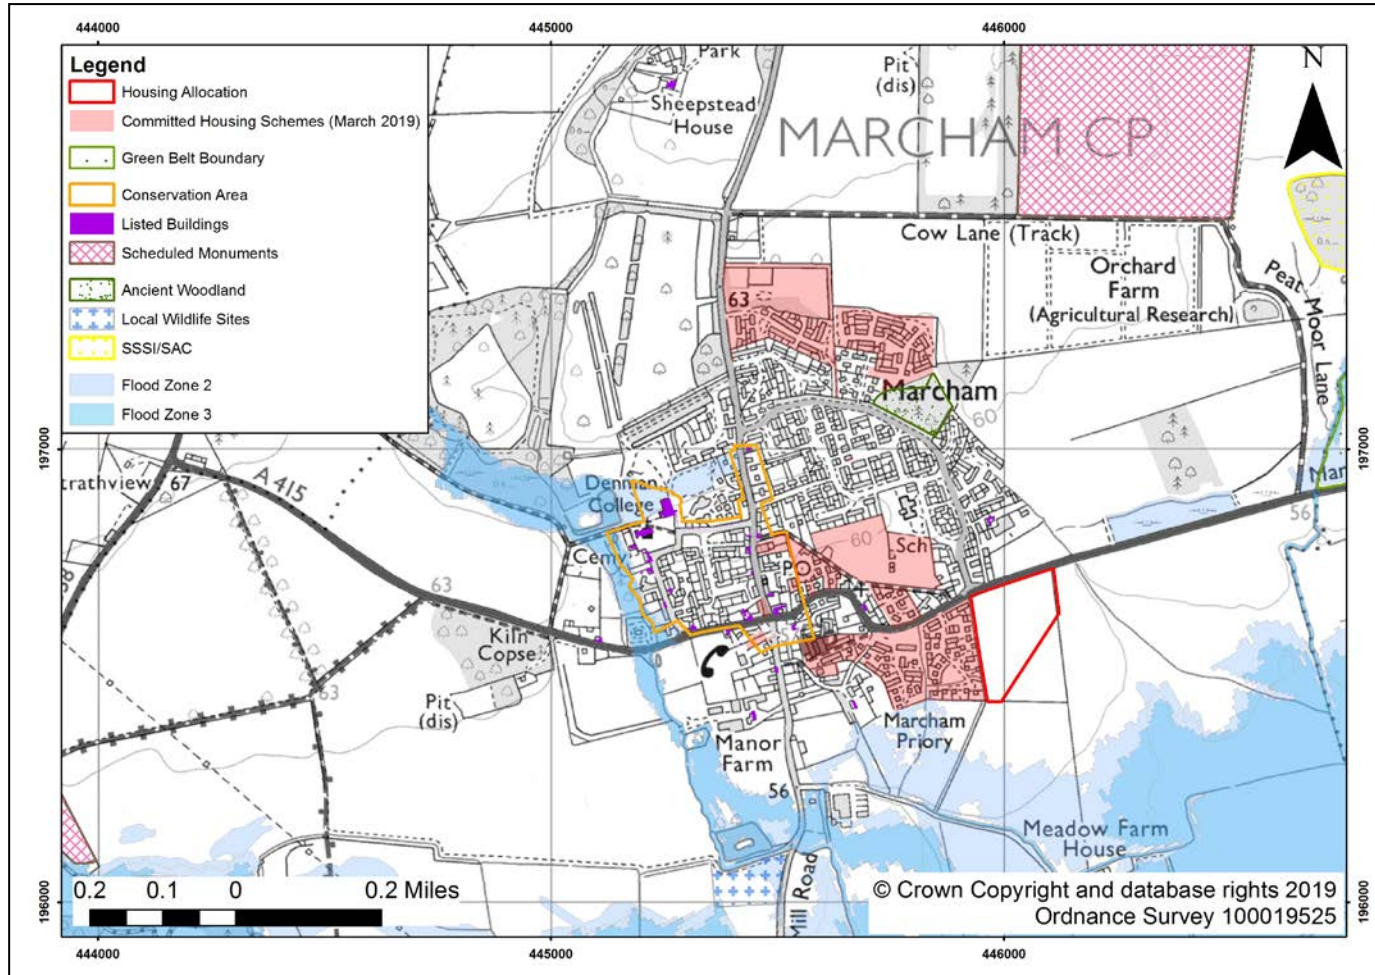 444000
445000
446000
Legend
Housing Allocation
Committed Housing Schemes (March 2019)
Green Belt Boundary
Conservation Area
Listed Buildings
Scheduled Monuments
Ancient Woodland
Local Wildlife Sites
SSSI/SAC
Flood Zone 2
Flood Zone 3
Park
Sheepstead
House
Pit
(dis)
N
MARCHAM CP
Cow Lane (Track)
Orchard
Farm
(Agricultural Research)
Peat Moor Lane
63
Marcham
60
197000
197000
trathview
67
A 415
Denman
College
Mar
56
60
Sch
Cemy
PO
63
Kiln
Copse
63
Pit
(dis)
Marcham
Priory
Manor
Farm
56
Meadow Farm
House
Mill Road
0.2
0.1
0
0.2 Miles
© Crown Copyright and database rights 2019
Ordnance Survey 100019525
196000
196000
444000
445000
446000